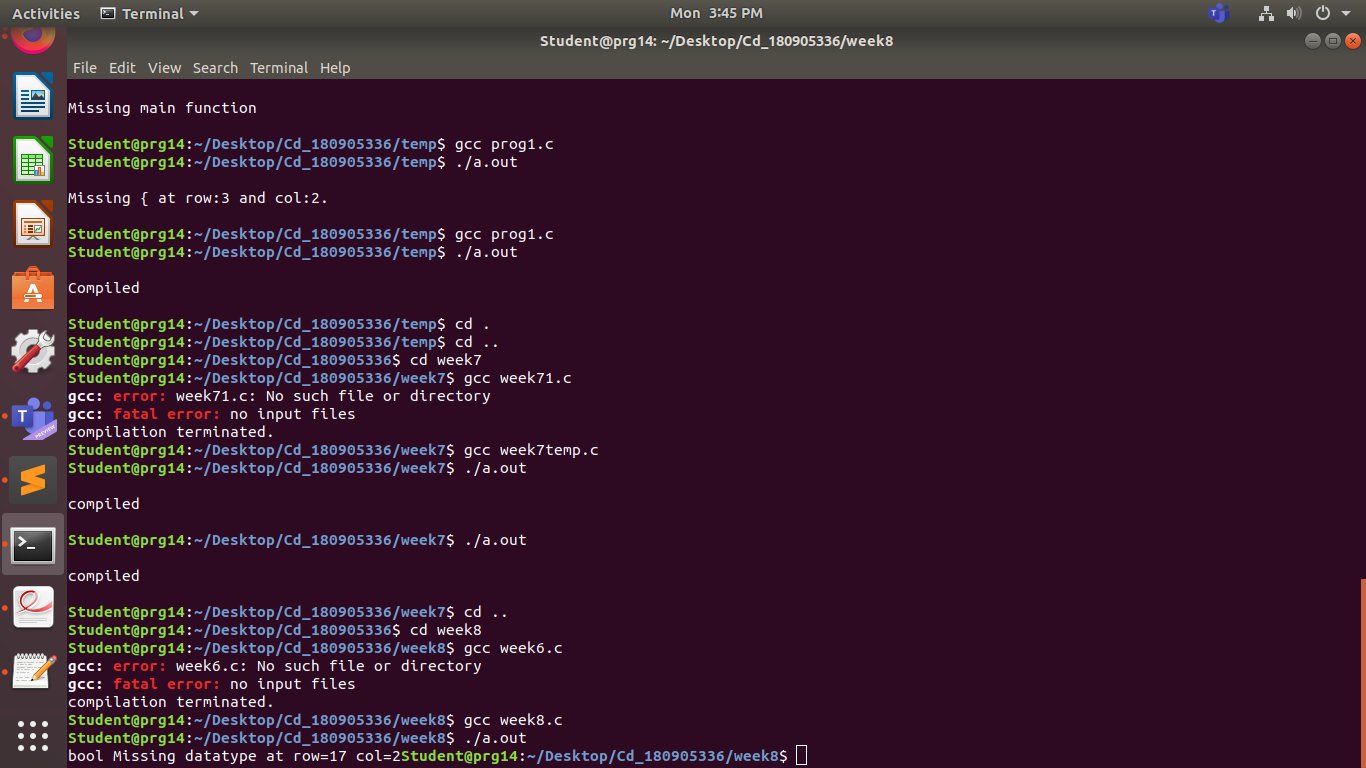 Activities Terminal Mon 3:45 PM
Student@prg14: ~/Desktop/Cd_180905336/week8
File Edit View Search Terminal Help
Missing main function
Student@prg14:~/Desktop/Cd_180905336/temp$ gcc prog1.c
Student@prg14:~/Desktop/Cd_180905336/temp$ ./a.out
Missing { at row:3 and col:2.
Student@prg14:~/Desktop/Cd_180905336/temp$ gcc prog1.c
Student@prg14:~/Desktop/Cd_180905336/temp$ ./a.out
Compiled
Student@prg14:~/Desktop/Cd_180905336/temp$ cd .
Student@prg14:~/Desktop/Cd_180905336/temp$ cd ..
Student@prg14:~/Desktop/Cd_180905336$ cd week7
Student@prg14:~/Desktop/Cd_180905336/week7$ gcc week71.c
gcc: error: week71.c: No such file or directory
gcc: fatal error: no input files
compilation terminated.
Student@prg14:~/Desktop/Cd_180905336/week7$ gcc week7temp.c
Student@prg14:~/Desktop/Cd_180905336/week7$ ./a.out
compiled
Student@prg14:~/Desktop/Cd_180905336/week7$ ./a.out
compiled
Student@prg14:~/Desktop/Cd_180905336/week7$ cd ..
Student@prg14:~/Desktop/Cd_180905336$ cd week8
Student@prg14:~/Desktop/Cd_180905336/week8$ gcc week6.c
gcc: error: week6.c: No such file or directory
gcc: fatal error: no input files
compilation terminated.
Student@prg14:~/Desktop/Cd_180905336/week8$ gcc week8.c
Student@prg14:~/Desktop/Cd_180905336/week8$ ./a.out
bool Missing datatype at row=17 col=2Student@prg14:~/Desktop/Cd_180905336/week8$